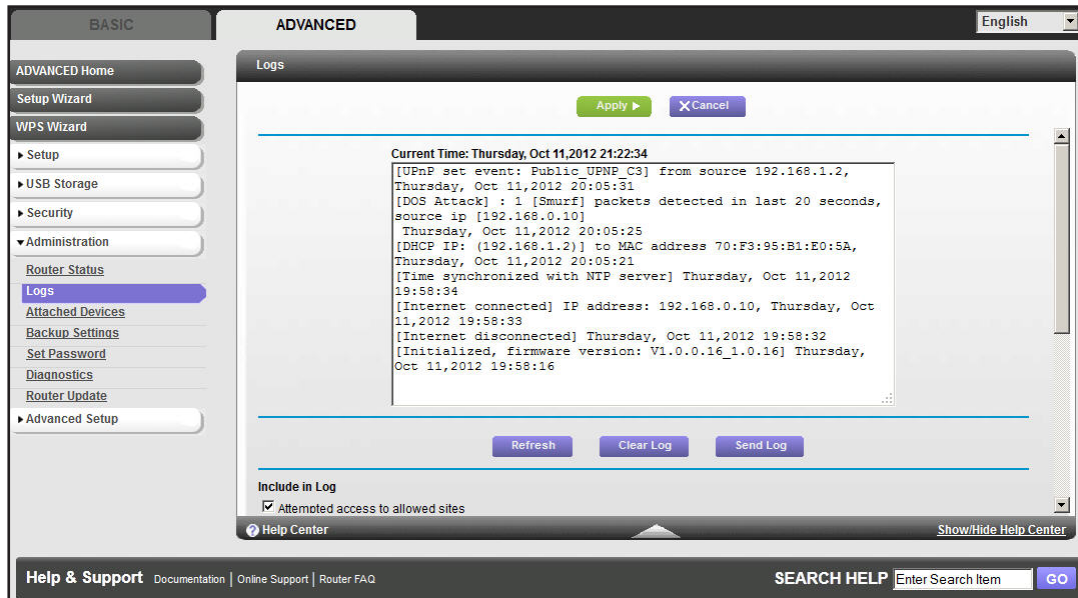 BASIC
ADVANCED
English
ADVANCED Home
Setup Wizard
WPS Wizard
Setup
USB Storage
Security
Administration
Router Status
Logs
Attached Devices
Backup Settings
Set Password
Diagnostics
Router Update
Advanced Setup
Logs
Apply
X Cancel
Current Time: Thursday, Oct 11,2012 21:22:34
[UPnP set event: Public_UPNP_C3] from source 192.168.1.2,
Thursday, Oct 11,2012 20:05:31
[DOS Attack] : 1 [Smurf] packets detected in last 20 seconds,
source ip [192.168.0.10]
Thursday, Oct 11,2012 20:05:25
[DHCP IP: (192.168.1.2)] to MAC address 70:F3:95:B1:E0:5A,
Thursday, Oct 11,2012 20:05:21
[Time synchronized with NTP server] Thursday, Oct 11,2012
19:58:34
[Internet connected] IP address: 192.168.0.10, Thursday, Oct
11,2012 19:58:33
[Internet disconnected] Thursday, Oct 11,2012 19:58:32
[Initialized, firmware version: V1.0.0.16_1.0.16] Thursday,
Oct 11,2012 19:58:16
Refresh
Clear Log
Send Log
Include in Log
Attempted access to allowed sites
? Help Center
Show/Hide Help Center
Help & Support Documentation | Online Support | Router FAQ
SEARCH HELP Enter Search Item GO